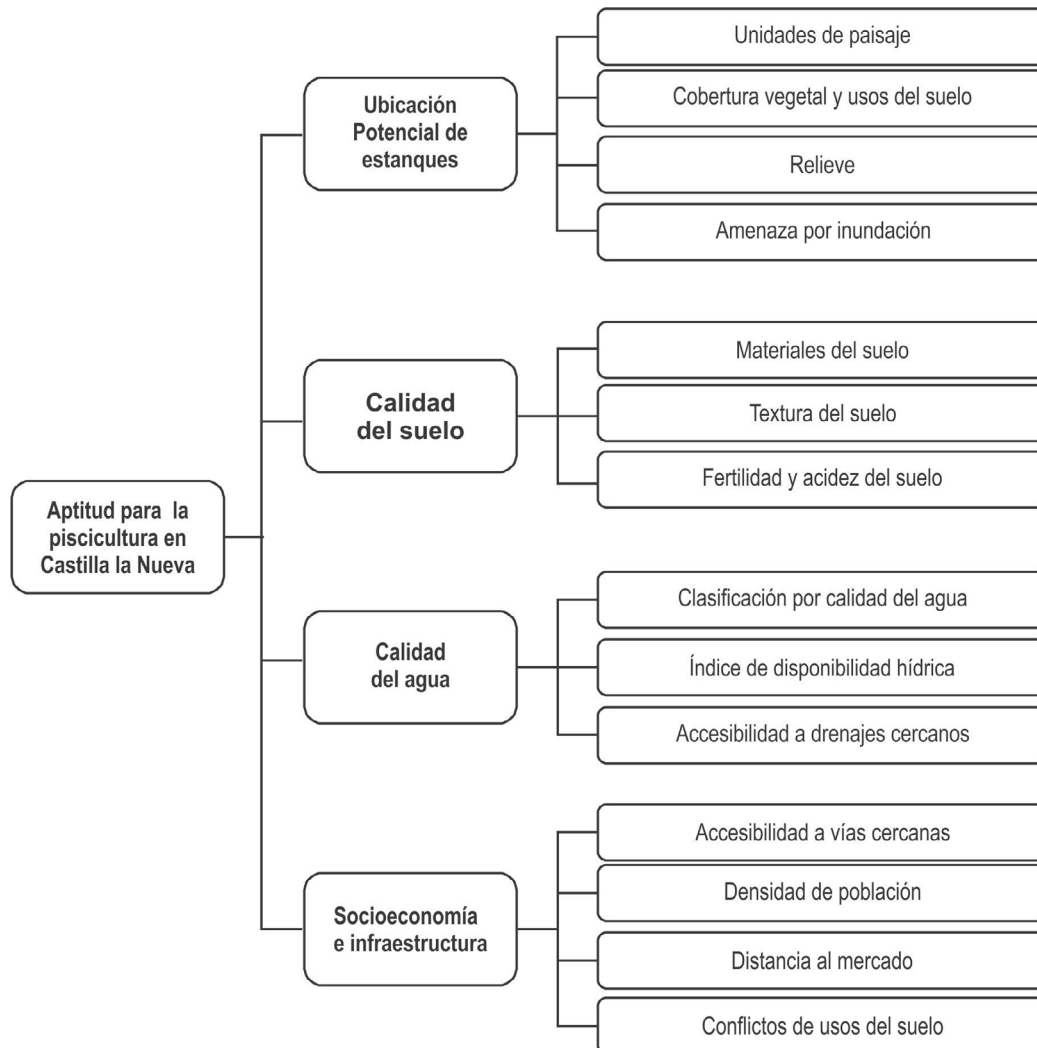 Aptitud para la
piscicultura en
Castilla la Nueva
Ubicación
Potencial de
estanques
Unidades de paisaje
Cobertura vegetal y usos del suelo
Relieve
Amenaza por inundación
Calidad
del suelo
Materiales del suelo
Textura del suelo
Fertilidad y acidez del suelo
Calidad
del agua
Clasificación por calidad del agua
Índice de disponibilidad hídrica
Accesibilidad a drenajes cercanos
Socioeconomía
e infraestructura
Accesibilidad a vías cercanas
Densidad de población
Distancia al mercado
Conflictos de usos del suelo